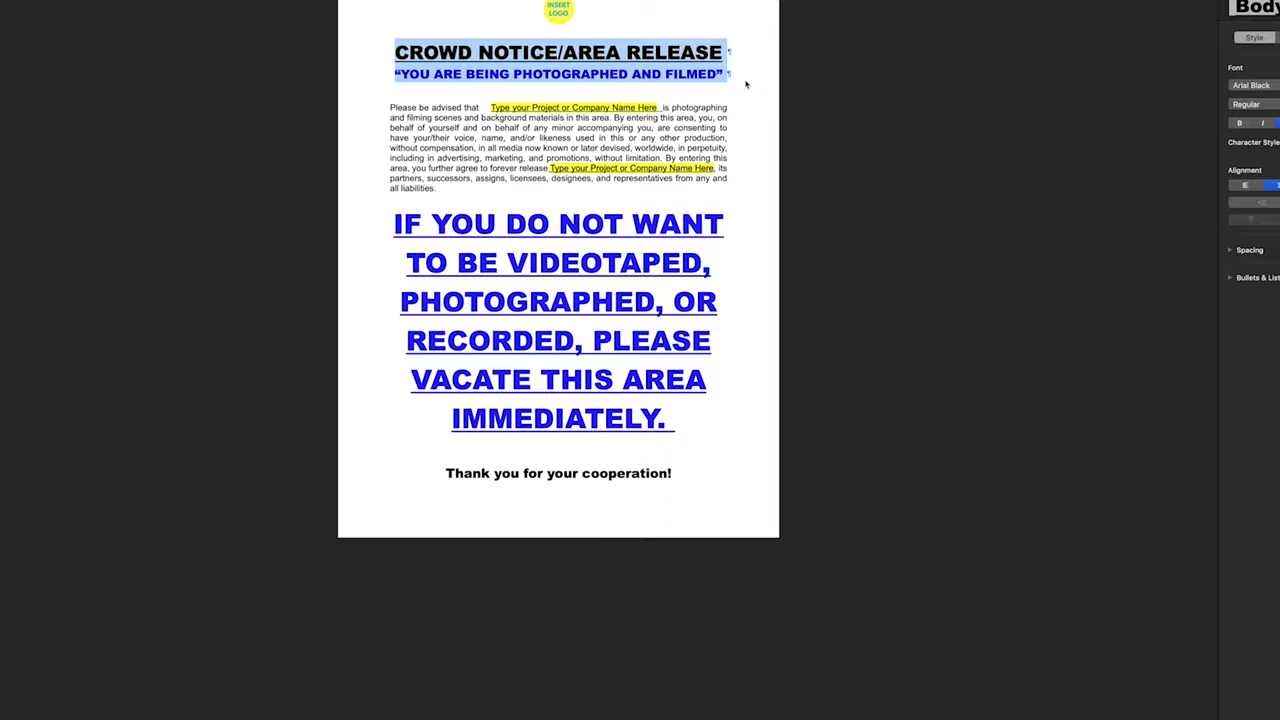 INSERT
LOGO
CROWD NOTICE/AREA RELEASE
“YOU ARE BEING PHOTOGRAPHED AND FILMED”
Please be advised that Type your Project or Company Name Here is photographing
and filming scenes and background materials in this area. By entering this area, you, on
behalf of yourself and on behalf of any minor accompanying you, are consenting to
have your/their voice, name, and/or likeness used in this or any other production,
without compensation, in all media now known or later devised, worldwide, in perpetuity,
including in advertising, marketing, and promotions, without limitation. By entering this
area, you further agree to forever release Type your Project or Company Name Here, its
partners, successors, assigns, licensees, designees, and representatives from any and
all liabilities.
IF YOU DO NOT WANT
TO BE VIDEOTAPED,
PHOTOGRAPHED, OR
RECORDED, PLEASE
VACATE THIS AREA
IMMEDIATELY.
Thank you for your cooperation!
Body
Style
Font
Arial Black
Regular
B I
Character Style
Alignment
Spacing
Bullets & List